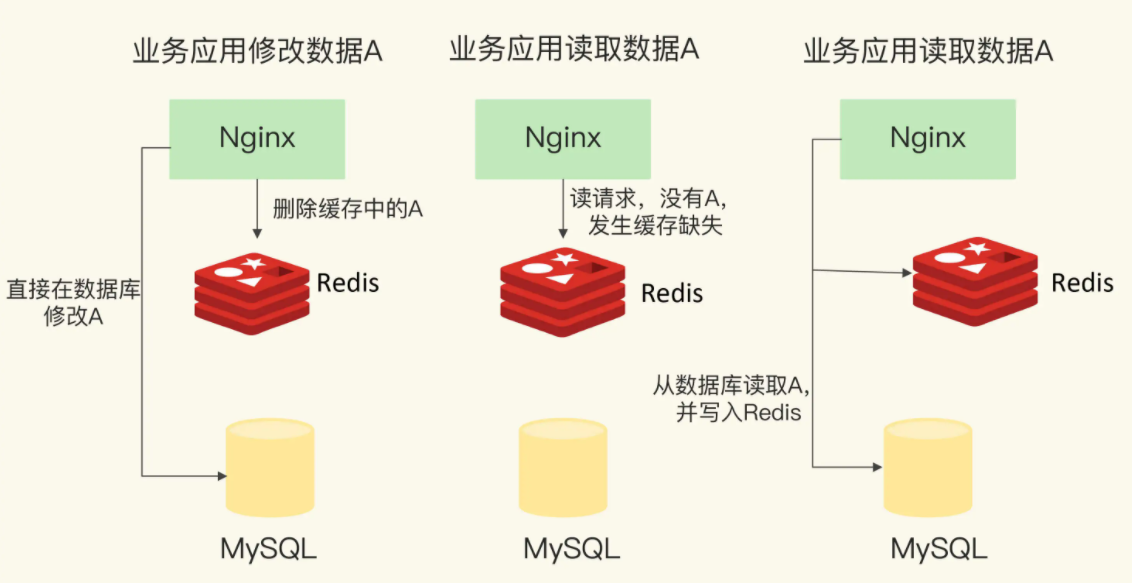 业务应用修改数据A
Nginx
删除缓存中的A
Redis
直接在数据库
修改A
MySQL
业务应用读取数据A
Nginx
读请求，没有A，
发生缓存缺失
Redis
MySQL
业务应用读取数据A
Nginx
Redis
从数据库读取A，
并写入Redis
MySQL